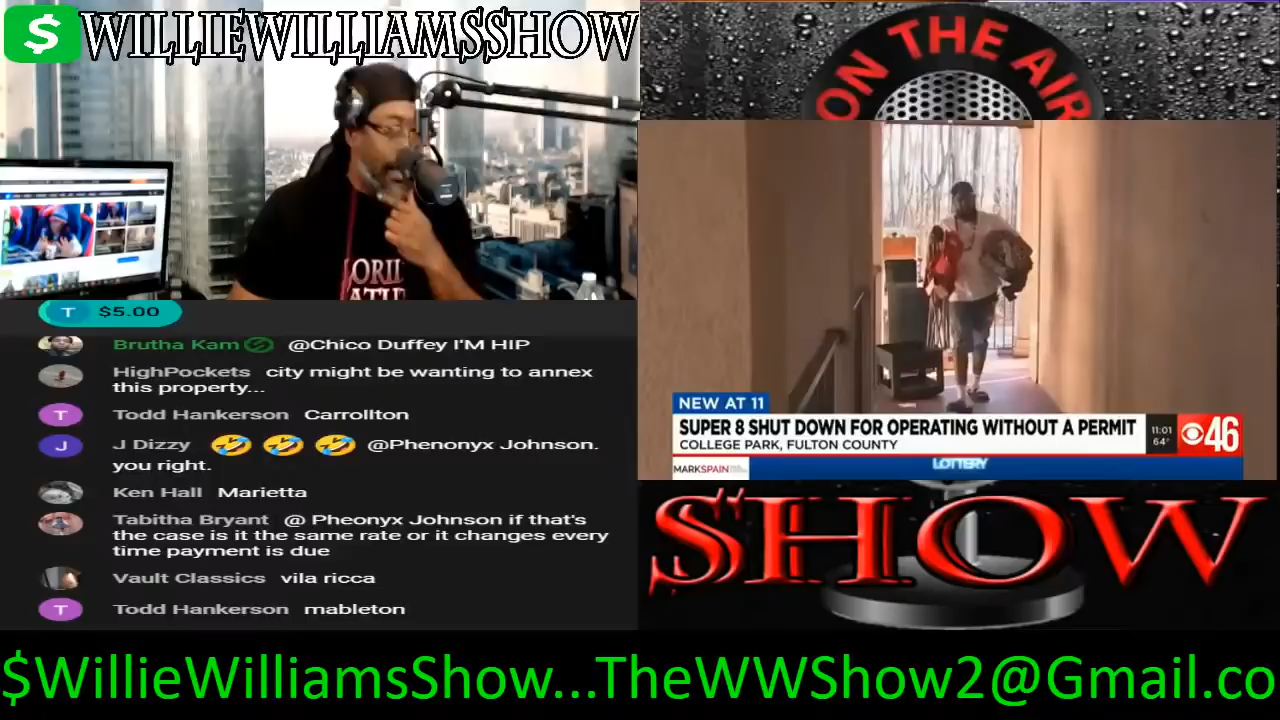 $ WILLIEWILLIAMSSHOW
ON THE AIR
T $5.00
Brutha Kam @Chico Duffey I'M HIP
HighPockets city might be wanting to annex
this property...
T Todd Hankerson Carrollton
J J Dizzy 🤣 🤣 🤣 @Phenonyx Johnson.
you right.
Ken Hall Marietta
Tabitha Bryant @ Pheonyx Johnson if that's
the case is it the same rate or it changes every
time payment is due
Vault Classics vila ricca
T Todd Hankerson mableton
NEW AT 11
SUPER 8 SHUT DOWN FOR OPERATING WITHOUT A PERMIT
COLLEGE PARK, FULTON COUNTY
11:01
64°
46
MARKSPAIN
LOTTERY
SHOW
$WillieWilliamsShow...TheWWShow2@Gmail.co